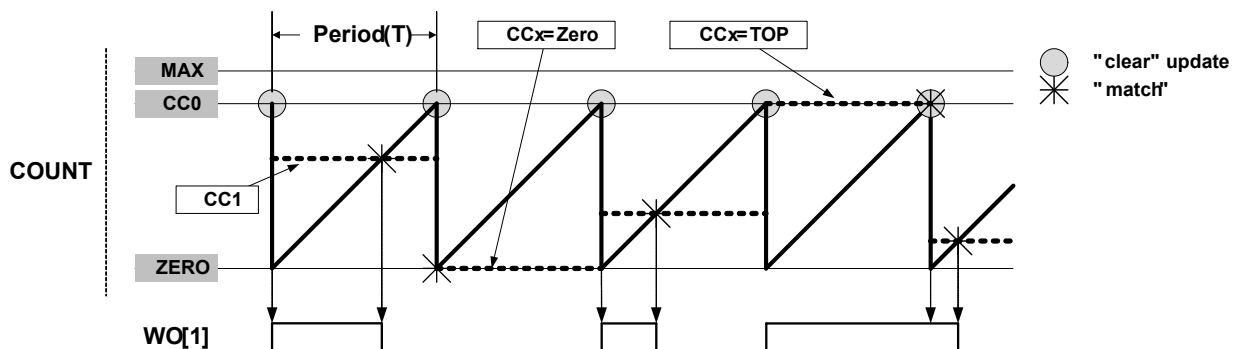 Period(T)
CCx=Zero
CCx=TOP
"clear" update
"match"
MAX
CC0
COUNT
CC1
ZERO
WO[1]